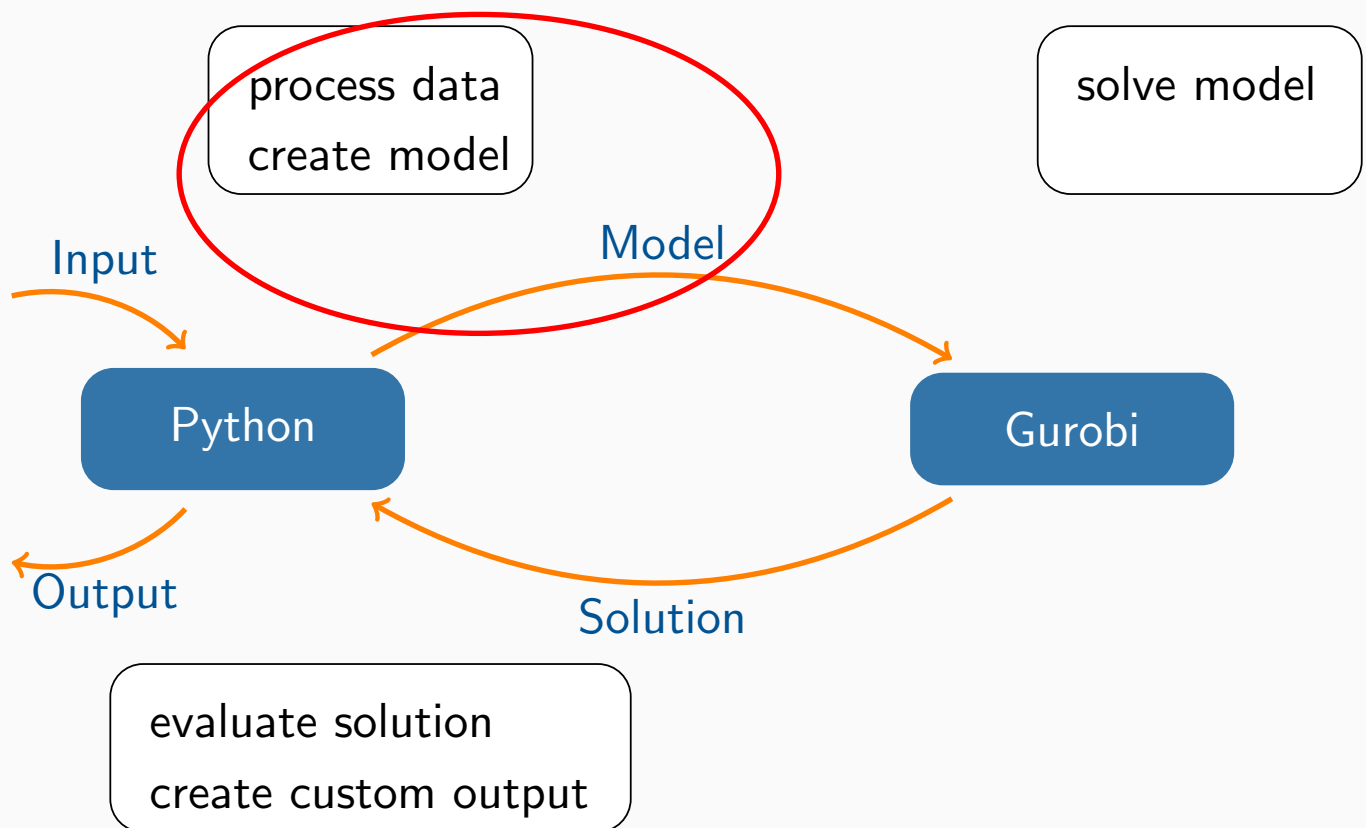 process data
create model
solve model
Input
Model
Python
Gurobi
Output
Solution
evaluate solution
create custom output